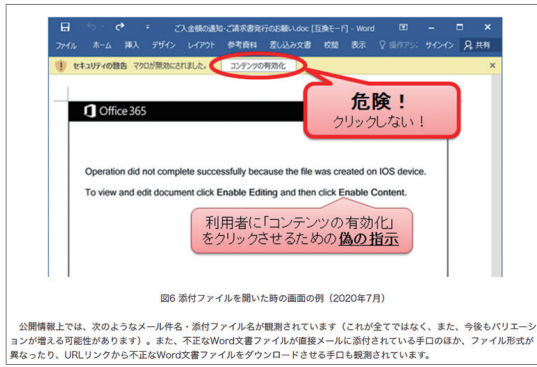 ご入金額の通知・ご請求書発行のお願い.doc [互換モード] - Word
ファイル ホーム 挿入 デザイン レイアウト 参考資料 差し込み文書 校閲 表示 操作アシ サインイン 共有
セキュリティの警告 マクロが無効にされました。 コンテンツの有効化
危険！
クリックしない！
Office 365
Operation did not complete successfully because the file was created on IOS device.
To view and edit document click Enable Editing and then click Enable Content.
利用者に「コンテンツの有効化」
をクリックさせるための偽の指示
図6 添付ファイルを開いた時の画面の例（2020年7月）
公開情報上では、次のようなメール件名・添付ファイル名が観測されています（これが全てではなく、また、今後もバリエーシ
ョンが増える可能性があります）。また、不正なWord文書ファイルが直接メールに添付されている手口のほか、ファイル形式が
異なったり、URLリンクから不正なWord文書ファイルをダウンロードさせる手口も観測されています。